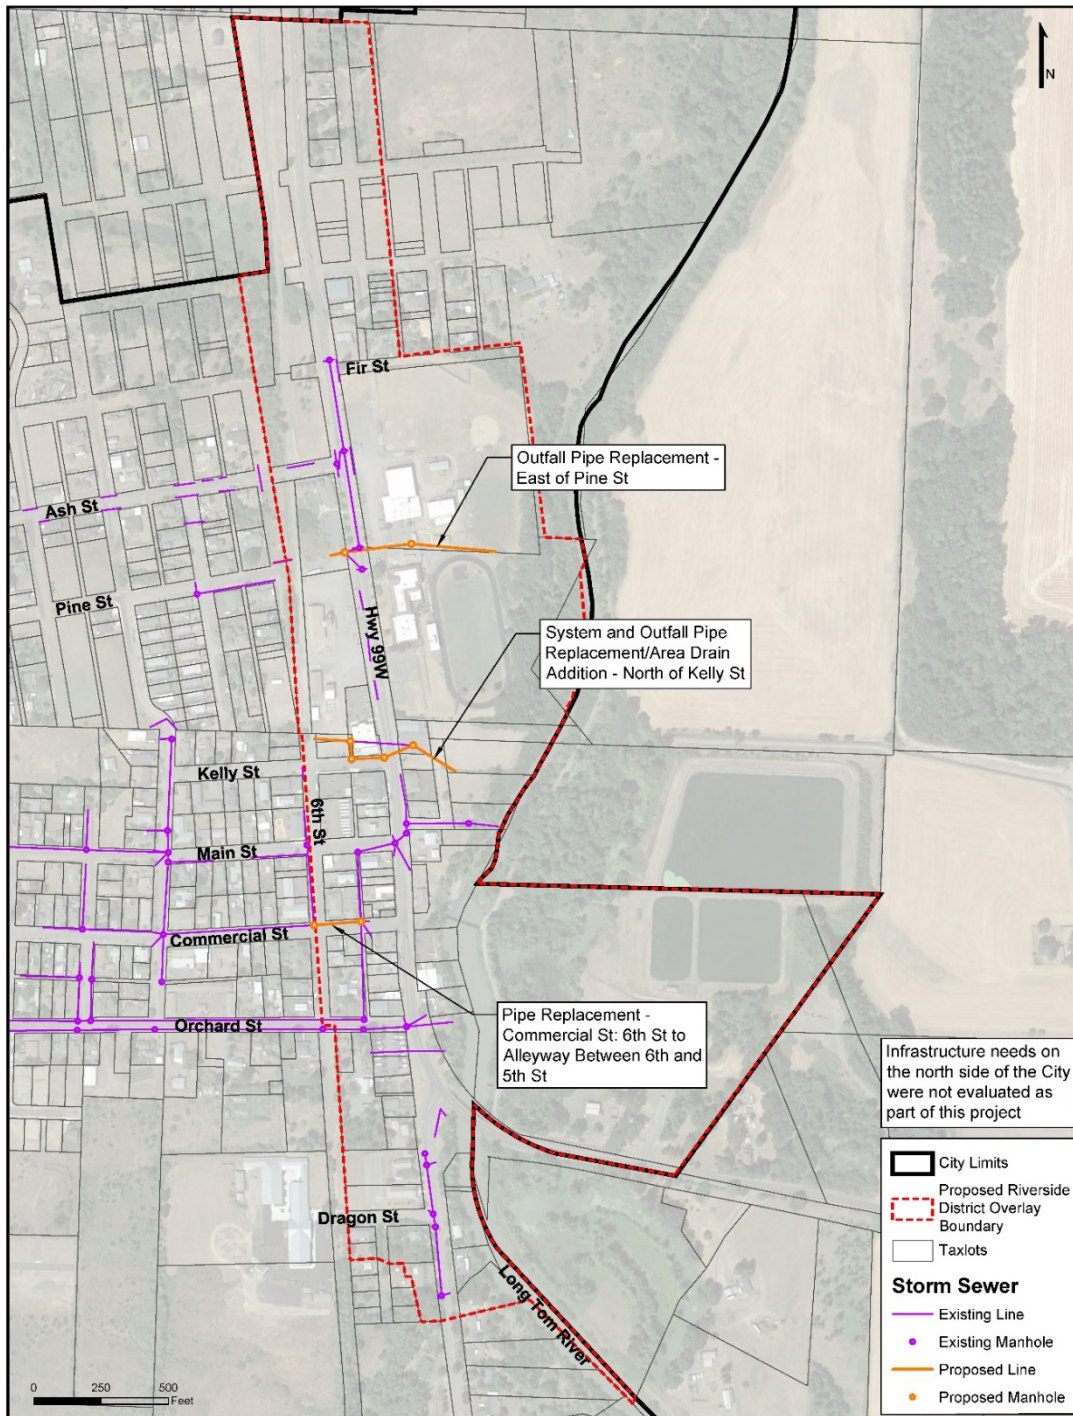 N
Fir St
Outfall Pipe Replacement -
East of Pine St
Ash St
Pine St
Hwy 99W
System and Outfall Pipe
Replacement/Area Drain
Addition - North of Kelly St
Kelly St
6th St
Main St
Commercial St
Orchard St
Pipe Replacement -
Commercial St: 6th St to
Alleyway Between 6th and
5th St
Dragon St
Long Tom River
Infrastructure needs on
the north side of the City
were not evaluated as
part of this project
City Limits
Proposed Riverside
District Overlay
Boundary
Taxlots
Storm Sewer
Existing Line
Existing Manhole
Proposed Line
Proposed Manhole
0 250 500
Feet